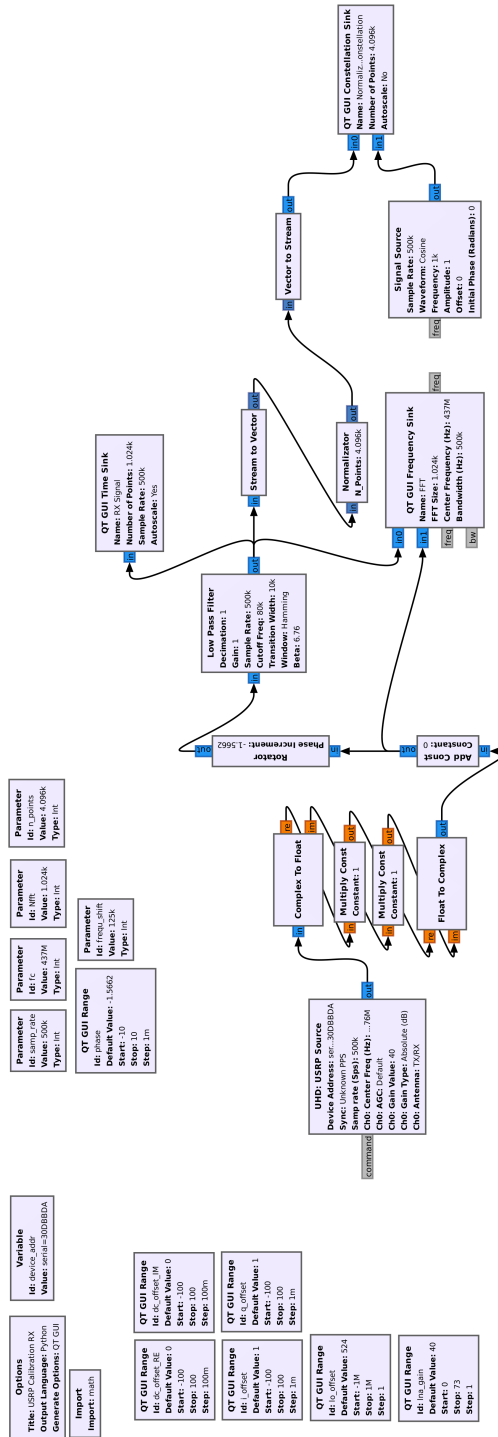 Options
Title: USRP Calibration RX
Output Language: Python
Generate Options: QT GUI
Variable
Id: device_addr
Value: serial=30DBBDA
Import
Import: math
Parameter
Id: samp_rate
Value: 500k
Type: Int
Parameter
Id: fc
Value: 437M
Type: Int
Parameter
Id: Nfft
Value: 1.024k
Type: Int
Parameter
Id: n_points
Value: 4.096k
Type: Int
QT GUI Range
Id: phase
Default Value: -1.5662
Start: -10
Stop: 10
Step: 1m
Parameter
Id: frequ_shift
Value: 125k
Type: Int
QT GUI Range
Id: dc_offset_RE
Default Value: 0
Start: -100
Stop: 100
Step: 100m
QT GUI Range
Id: dc_offset_IM
Default Value: 0
Start: -100
Stop: 100
Step: 100m
QT GUI Range
Id: i_offset
Default Value: 1
Start: -100
Stop: 100
Step: 1m
QT GUI Range
Id: q_offset
Default Value: 1
Start: -100
Stop: 100
Step: 1m
QT GUI Range
Id: lo_offset
Default Value: 524
Start: -1M
Stop: 1M
Step: 1
QT GUI Range
Id: lna_gain
Default Value: 40
Start: 0
Stop: 73
Step: 1
command
UHD: USRP Source
Device Address: ser...30DBBDA
Sync: Unknown PPS
Samp rate (Sps): 500k
Ch0: Center Freq (Hz): ...76M
Ch0: AGC: Default
Ch0: Gain Value: 40
Ch0: Gain Type: Absolute (dB)
Ch0: Antenna: TX/RX
out
in
Complex To Float
re
im
in
Multiply Const
Constant: 1
out
in
Multiply Const
Constant: 1
out
re
im
Float To Complex
out
in
Add Const
Constant: 0
out
in
Rotator
Phase Increment: -1.5662
out
in
Low Pass Filter
Decimation: 1
Gain: 1
Sample Rate: 500k
Cutoff Freq: 80k
Transition Width: 10k
Window: Hamming
Beta: 6.76
out
in
QT GUI Time Sink
Name: RX Signal
Number of Points: 1.024k
Sample Rate: 500k
Autoscale: Yes
in
Stream to Vector
out
in
Normalizator
N_Points: 4.096k
out
in0
in1
freq
bw
QT GUI Frequency Sink
Name: FFT
FFT Size: 1.024k
Center Frequency (Hz): 437M
Bandwidth (Hz): 500k
freq
in
Vector to Stream
out
freq
Signal Source
Sample Rate: 500k
Waveform: Cosine
Frequency: 1k
Amplitude: 1
Offset: 0
Initial Phase (Radians): 0
out
in0
in1
QT GUI Constellation Sink
Name: Normaliz...onstellation
Number of Points: 4.096k
Autoscale: No